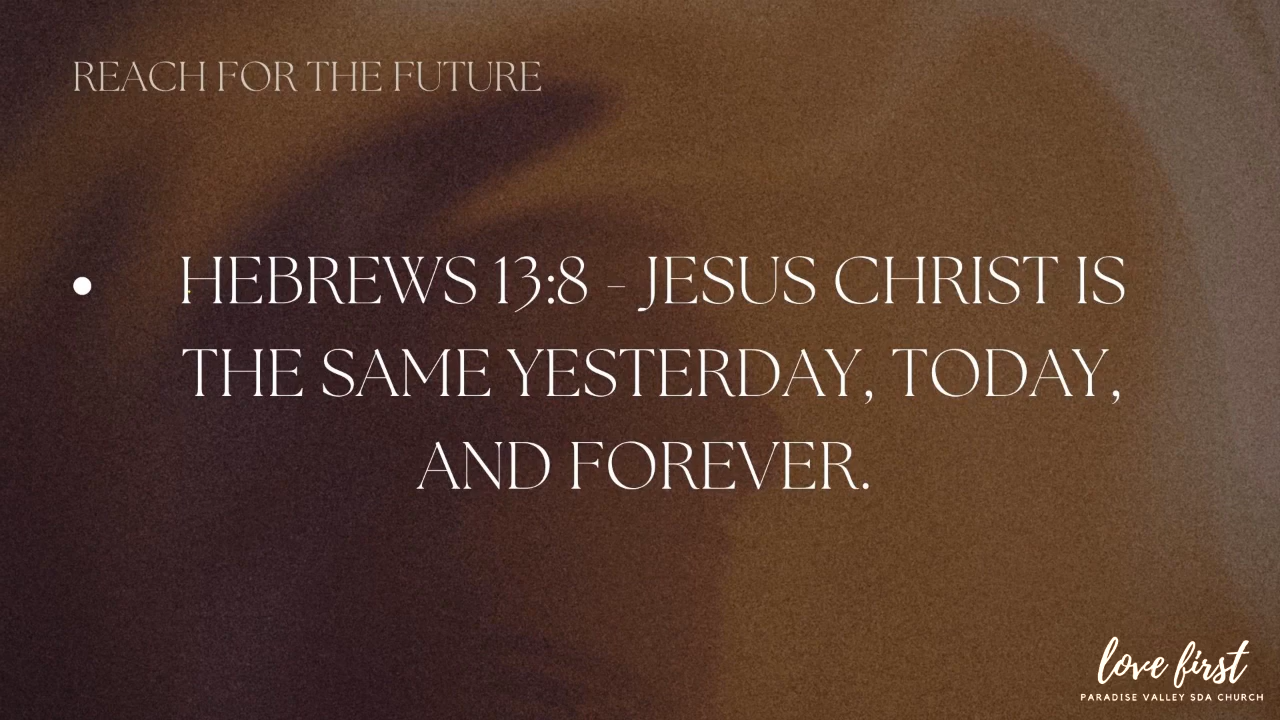 REACH FOR THE FUTURE
• HEBREWS 13:8 - JESUS CHRIST IS
THE SAME YESTERDAY, TODAY,
AND FOREVER.
love first
PARADISE VALLEY SDA CHURCH